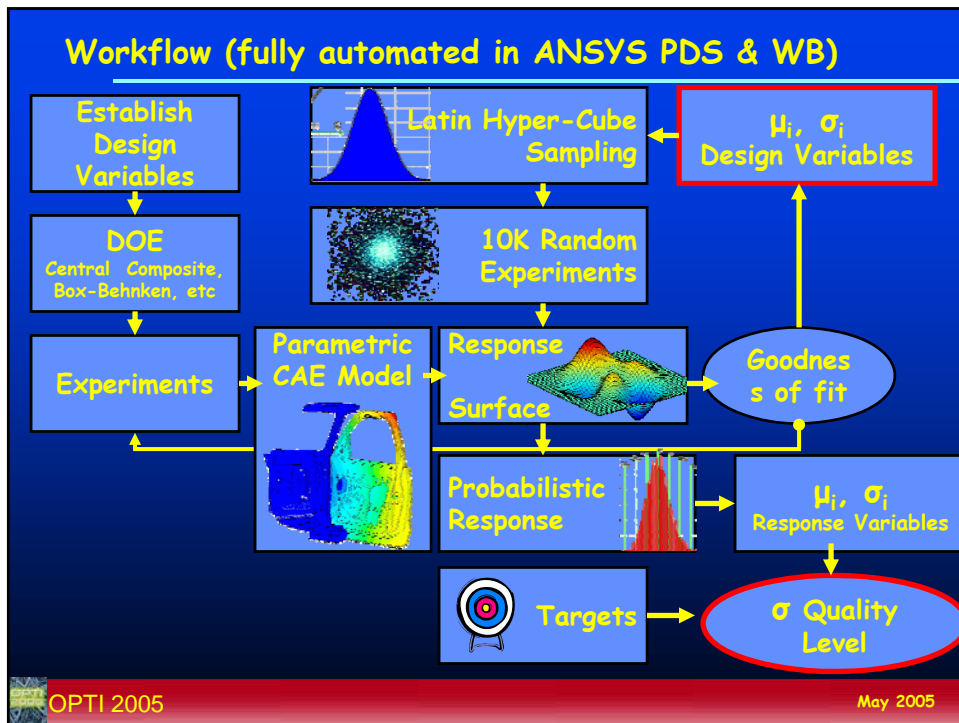 Workflow (fully automated in ANSYS PDS & WB)
Establish
Design
Variables
DOE
Central Composite,
Box-Behnken, etc
Experiments
Parametric
CAE Model
Latin Hyper-Cube
Sampling
10K Random
Experiments
Response
Surface
μi, σi
Design Variables
Goodnes
s of fit
Probabilistic
Response
μi, σi
Response Variables
Targets
σ Quality
Level
OPTI
2005
OPTI 2005
May 2005